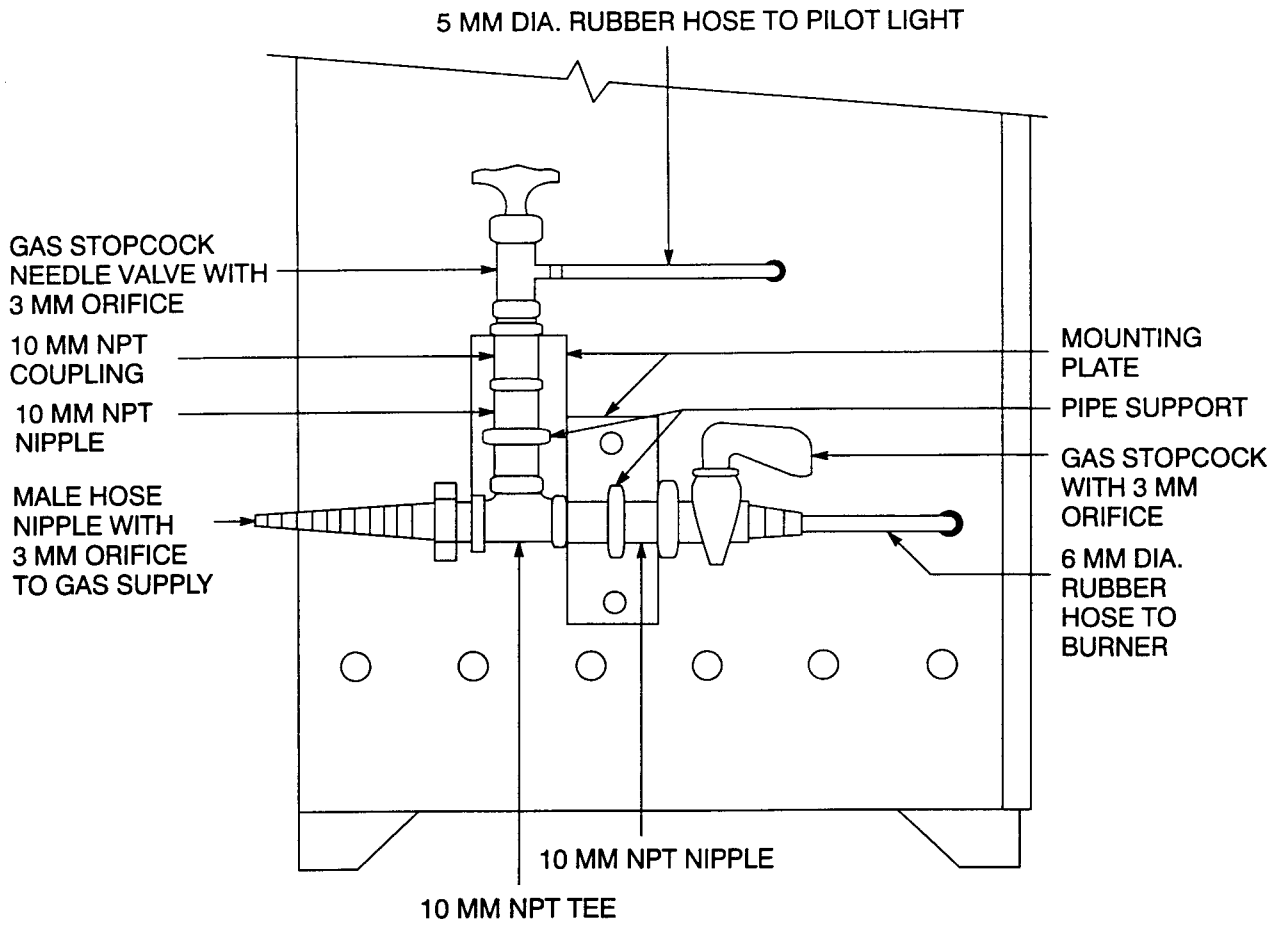 5 MM DIA. RUBBER HOSE TO PILOT LIGHT
GAS STOPCOCK
NEEDLE VALVE WITH
3 MM ORIFICE
10 MM NPT
COUPLING
10 MM NPT
NIPPLE
MALE HOSE
NIPPLE WITH
3 MM ORIFICE
TO GAS SUPPLY
MOUNTING
PLATE
PIPE SUPPORT
GAS STOPCOCK
WITH 3 MM
ORIFICE
6 MM DIA.
RUBBER
HOSE TO
BURNER
10 MM NPT NIPPLE
10 MM NPT TEE